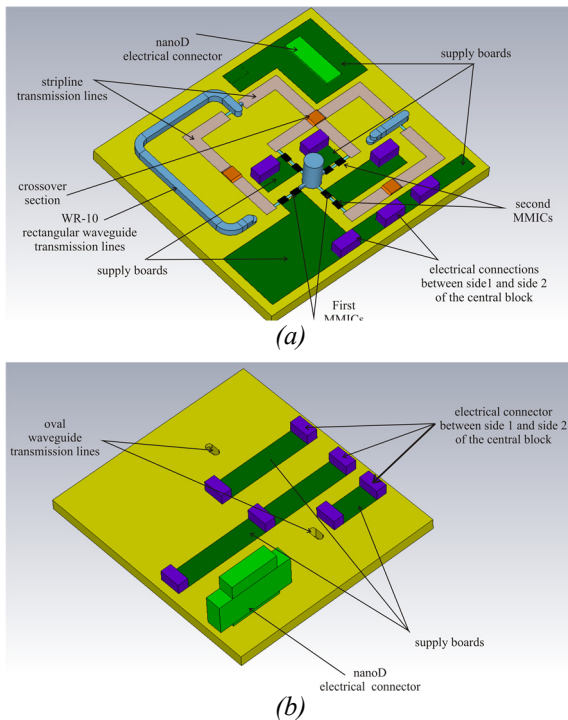 nanoD
electrical connector
supply boards
stripline
transmission lines
crossover
section
WR-10
rectangular waveguide
transmission lines
second
MMICs
supply boards
electrical connections
between side1 and side 2
of the central block
First
MMICs
(a)
oval
waveguide
transmission lines
electrical connector
between side 1 and side 2
of the central block
supply boards
nanoD
electrical connector
(b)